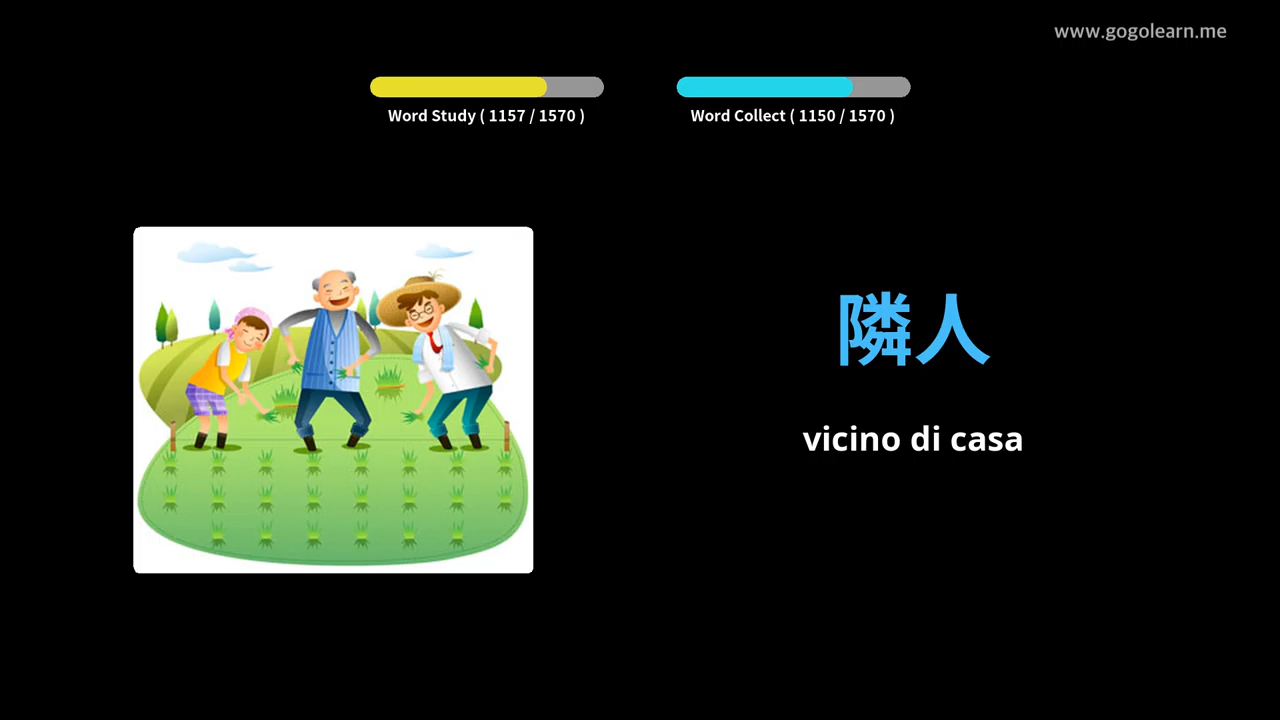 www.gogolearn.me
Word Study ( 1157 / 1570 )
Word Collect ( 1150 / 1570 )
隣人
vicino di casa